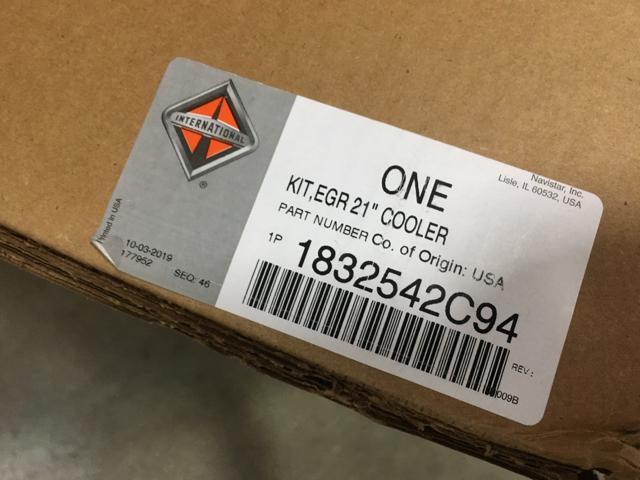 INTERNATIONAL
®
Printed in USA
10-03-2019
177952
SEQ: 46
ONE
Navistar, Inc.
Lisle, IL 60532, USA
KIT,EGR 21" COOLER
PART NUMBER Co. of Origin: USA
1P 1832542C94
REV:
009B